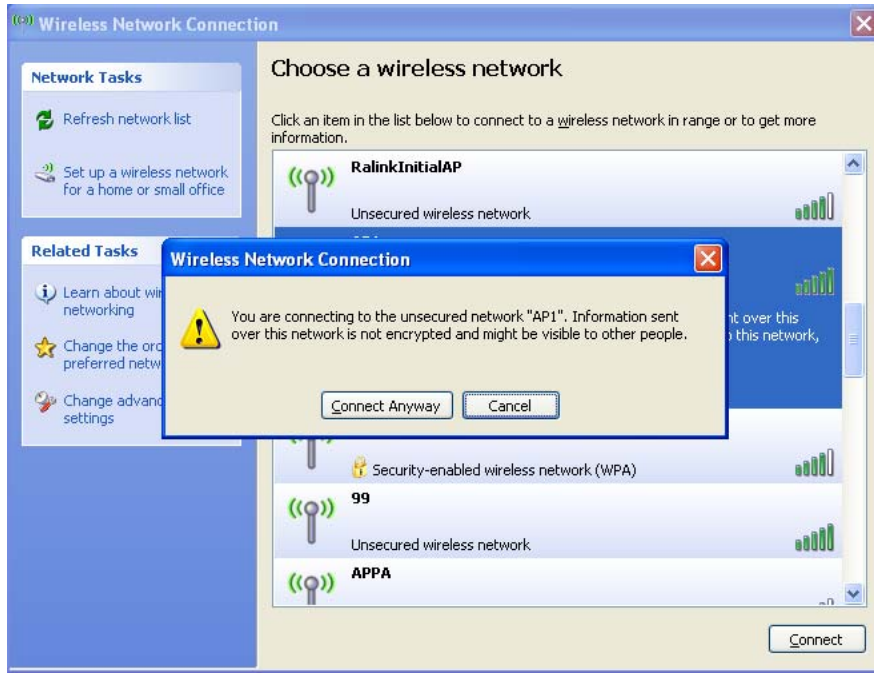 Wireless Network Connection
Network Tasks
Refresh network list
Set up a wireless network
for a home or small office
Related Tasks
Learn about
networking
Change the
preferred
Change
settings
Choose a wireless network
Click an item in the list below to connect to a wireless network in range or to get more
information.
RalinkInitialAP
Unsecured wireless network
over this
this network,
Security-enabled wireless network (WPA)
99
Unsecured wireless network
APPA
Connect
Wireless Network Connection
You are connecting to the unsecured network "AP1". Information sent
over this network is not encrypted and might be visible to other people.
Connect Anyway
Cancel